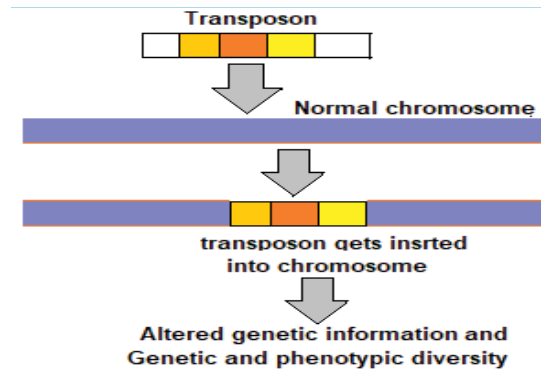 Transposon
Normal chromosome
transposon gets insrted
into chromosome
Altered genetic information and
Genetic and phenotypic diversity